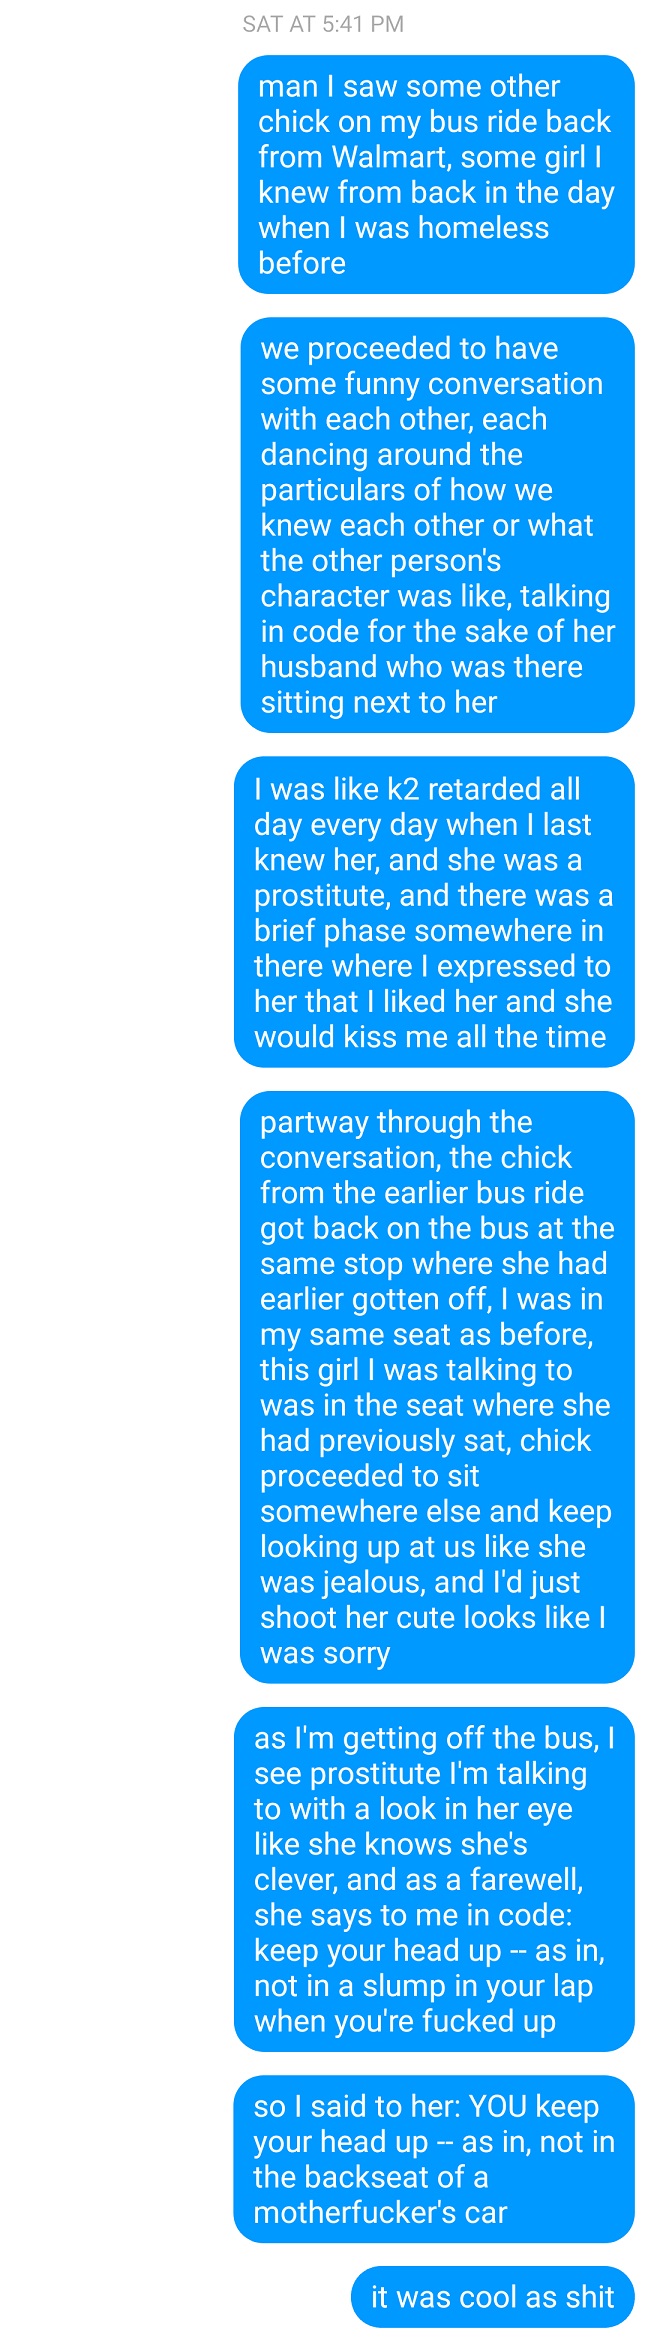 SAT AT 5:41 PM
man I saw some other
chick on my bus ride back
from Walmart, some girl I
knew from back in the day
when I was homeless
before
we proceeded to have
some funny conversation
with each other, each
dancing around the
particulars of how we
knew each other or what
the other person's
character was like, talking
in code for the sake of her
husband who was there
sitting next to her
I was like k2 retarded all
day every day when I last
knew her, and she was a
prostitute, and there was a
brief phase somewhere in
there where I expressed to
her that I liked her and she
would kiss me all the time
partway through the
conversation, the chick
from the earlier bus ride
got back on the bus at the
same stop where she had
earlier gotten off, I was in
my same seat as before,
this girl I was talking to
was in the seat where she
had previously sat, chick
proceeded to sit
somewhere else and keep
looking up at us like she
was jealous, and I'd just
shoot her cute looks like I
was sorry
as I'm getting off the bus, I
see prostitute I'm talking
to with a look in her eye
like she knows she's
clever, and as a farewell,
she says to me in code:
keep your head up -- as in,
not in a slump in your lap
when you're fucked up
so I said to her: YOU keep
your head up -- as in, not in
the backseat of a
motherfucker's car
it was cool as shit